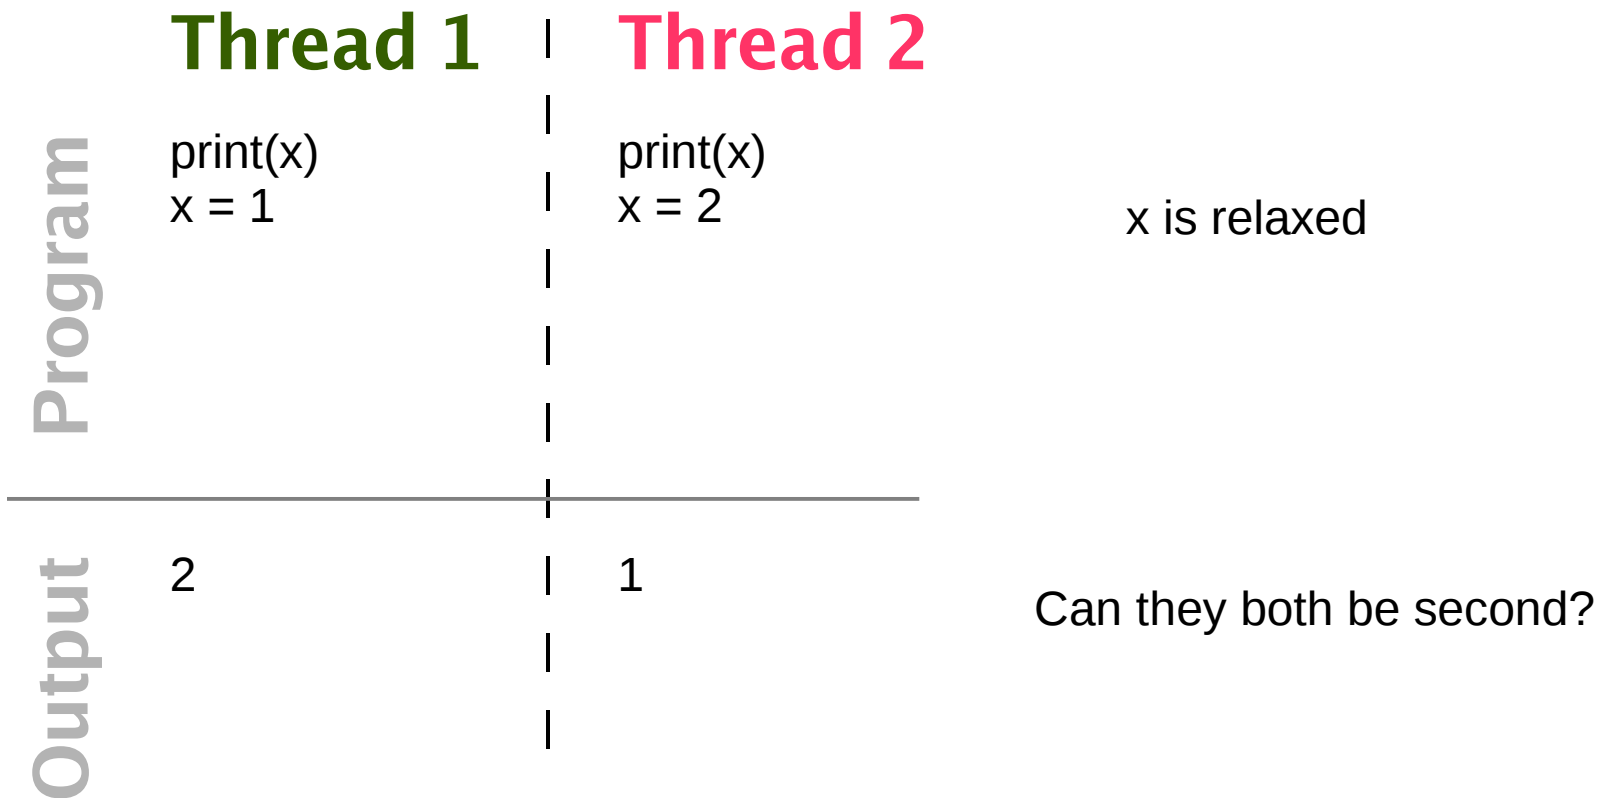 Thread 1
Thread 2
Program
print(x)
x = 1
print(x)
x = 2
x is relaxed
Output
2
1
Can they both be second?